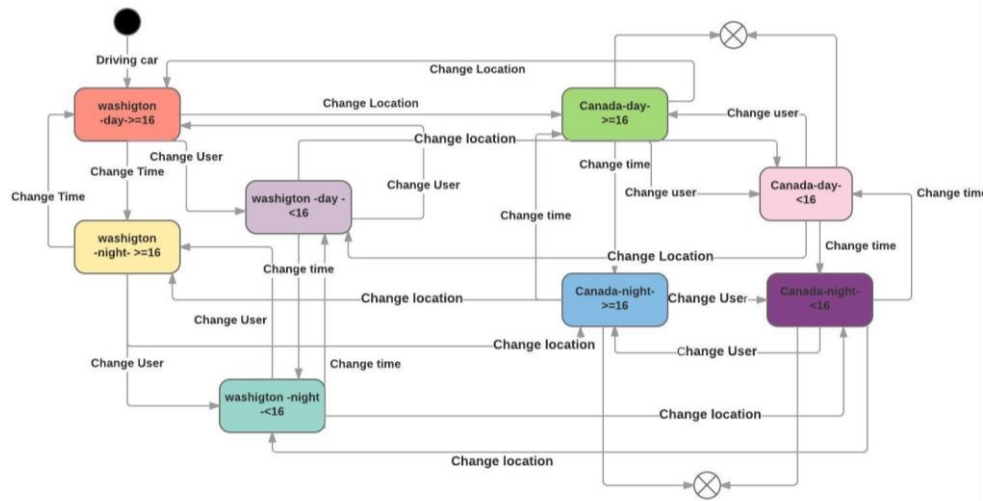 Driving car
Change Location
washigton
-day->=16
Change Location
Canada-day-
>=16
Change user
Change location
Change User
Change Time
Change time
Canada-day-
<16
washigton -day -
<16
Change User
Change user
Change time
Change Time
Change time
washigton
-night- >=16
Change time
Change Location
Change time
Canada-night-
>=16
Change User
Canada-night-
<16
Change location
Change User
Change location
Change User
Change User
Change time
washigton -night
-<16
Change location
Change location